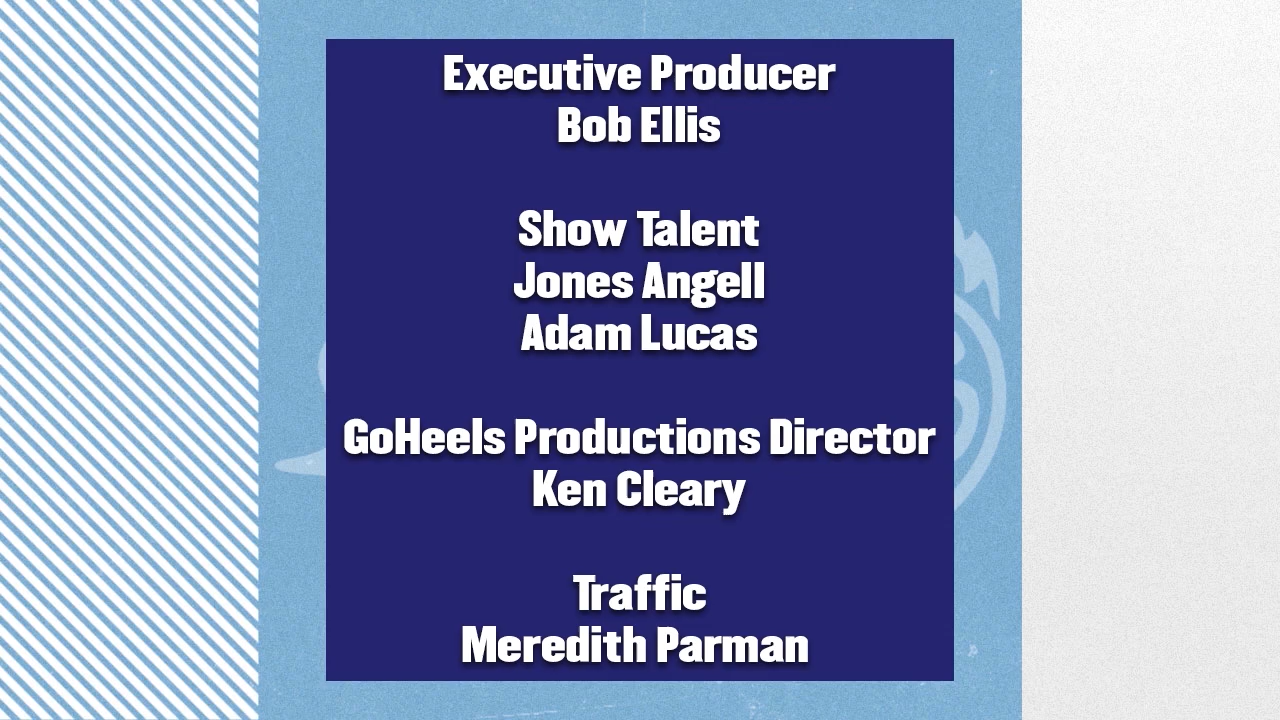 Executive Producer
Bob Ellis
Show Talent
Jones Angell
Adam Lucas
GoHeels Productions Director
Ken Cleary
Traffic
Meredith Parman